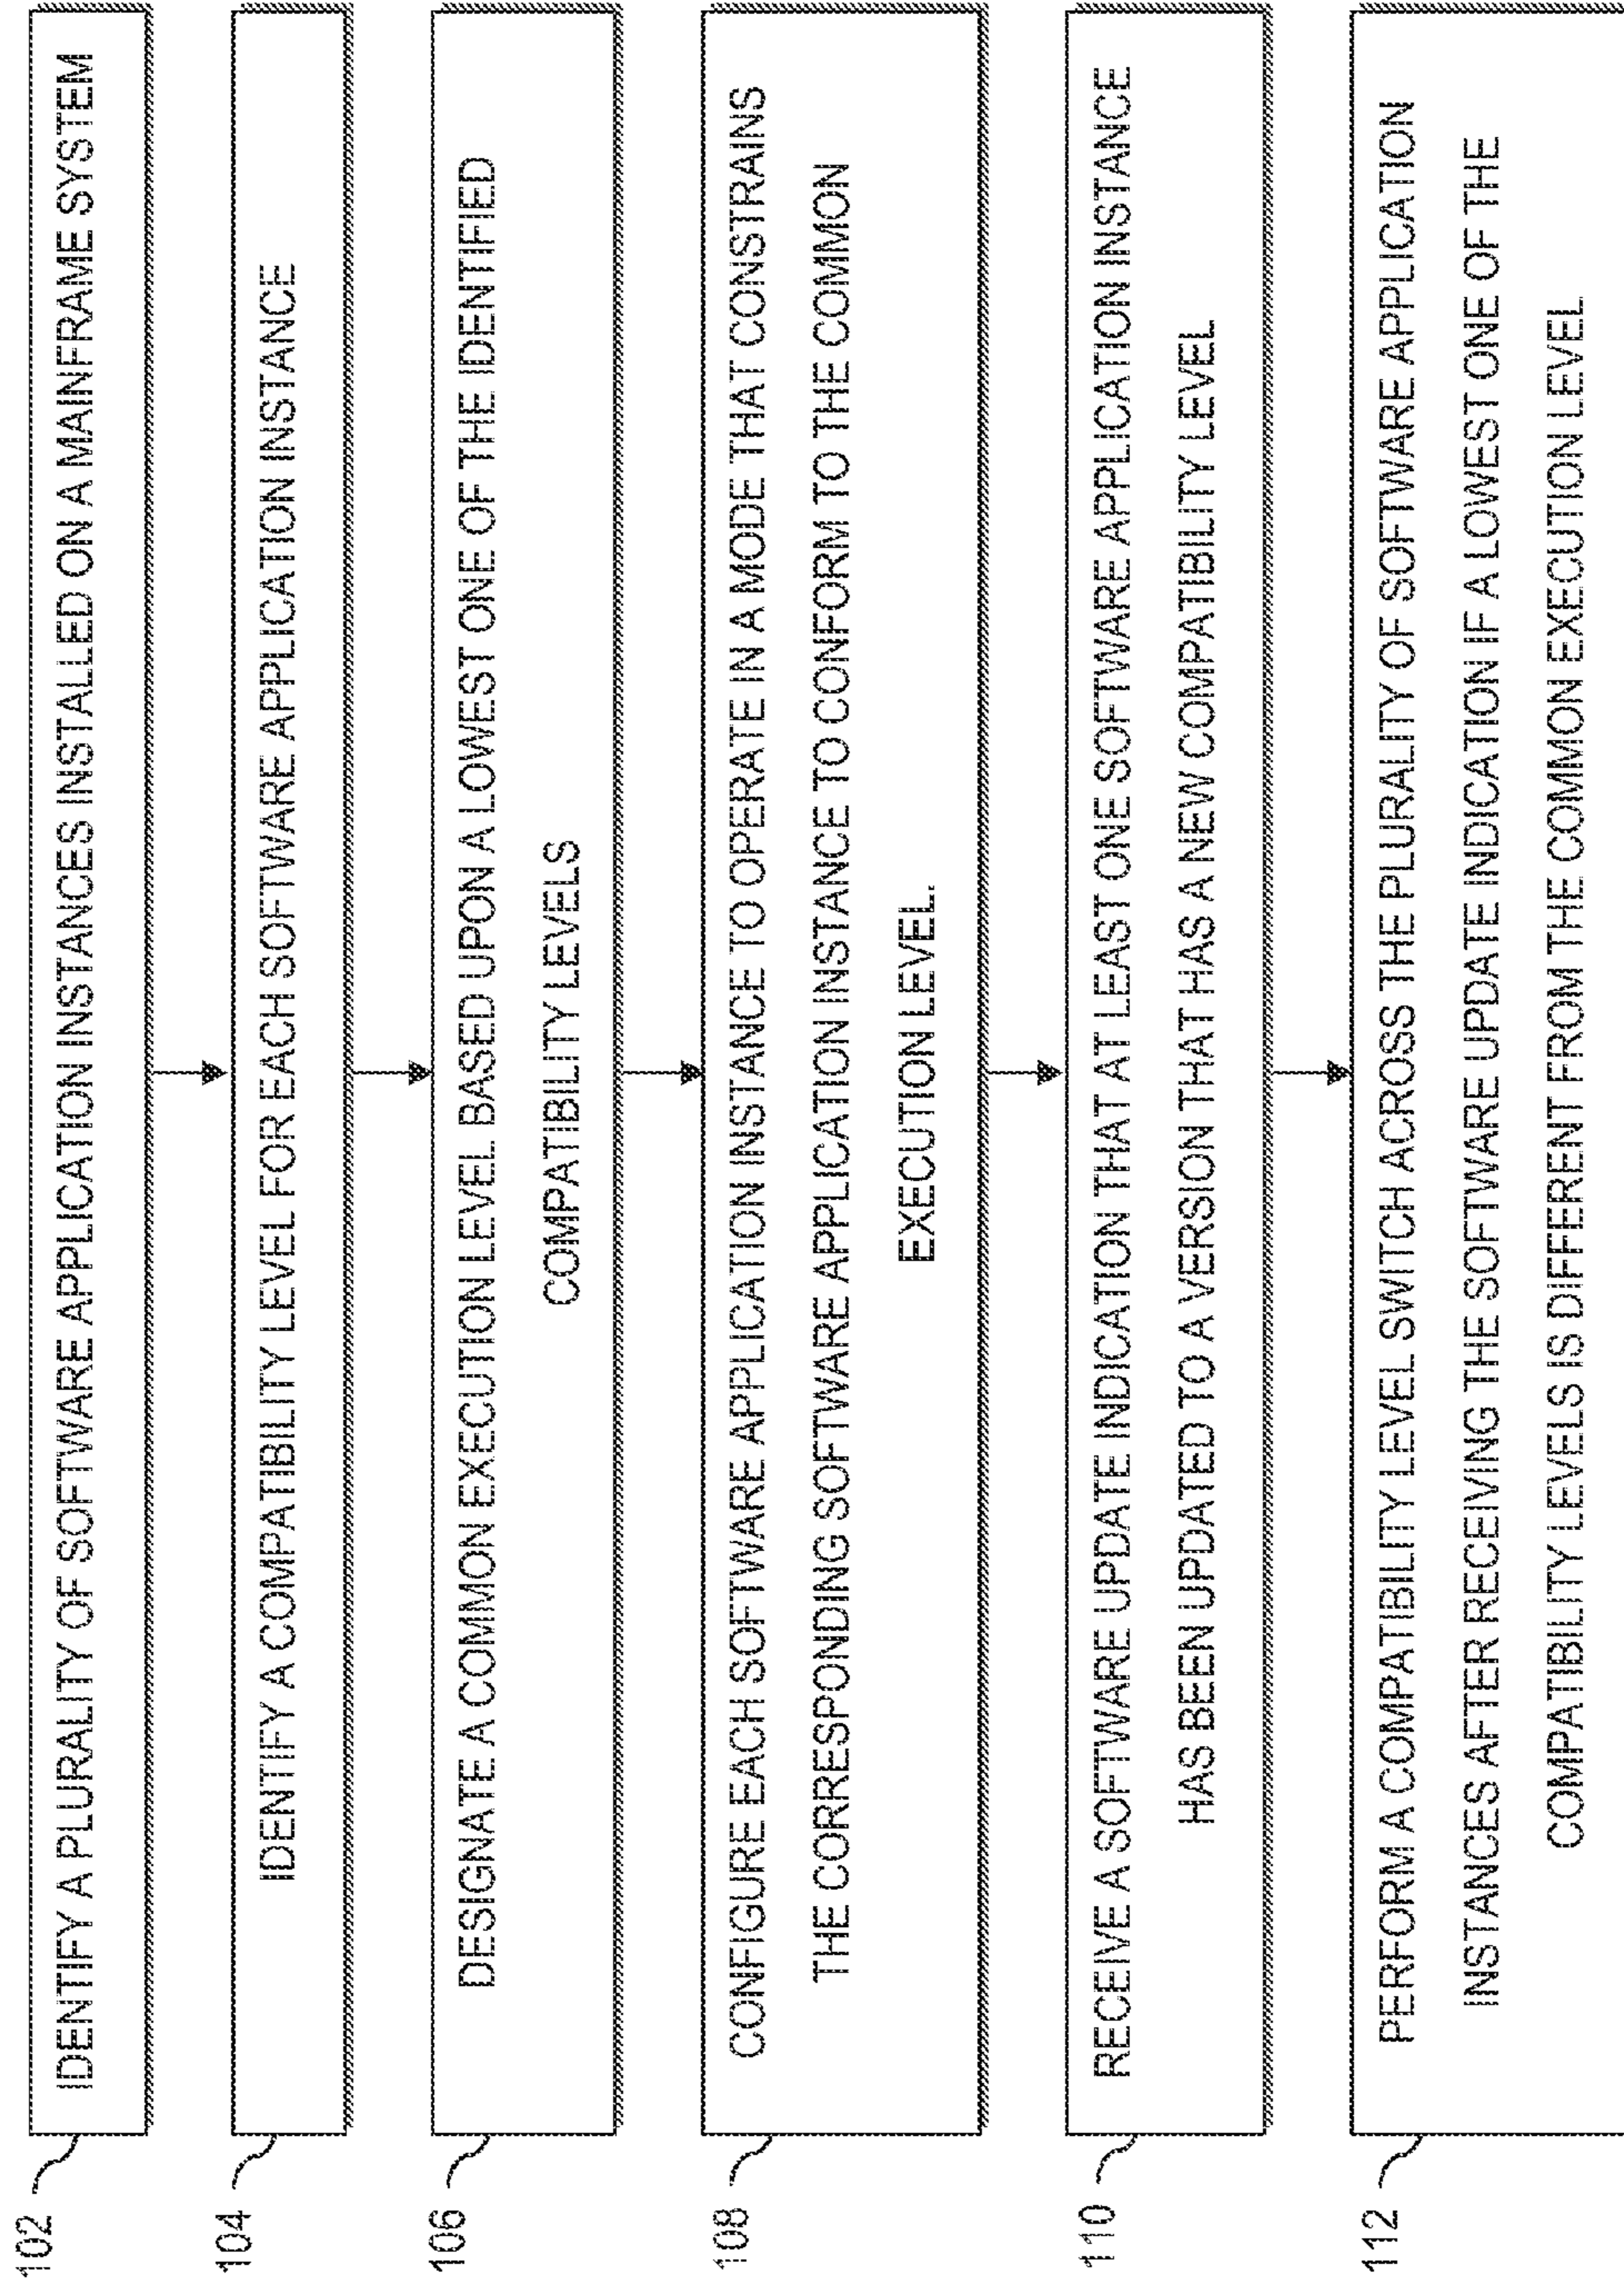 102
IDENTIFY A PLURALITY OF SOFTWARE APPLICATION INSTANCES INSTALLED ON A MAINFRAME SYSTEM
104
IDENTIFY A COMPATIBILITY LEVEL FOR EACH SOFTWARE APPLICATION INSTANCE
106
DESIGNATE A COMMON EXECUTION LEVEL BASED UPON A LOWEST ONE OF THE IDENTIFIED
COMPATIBILITY LEVELS
108
CONFIGURE EACH SOFTWARE APPLICATION INSTANCE TO OPERATE IN A MODE THAT CONSTRAINS
THE CORRESPONDING SOFTWARE APPLICATION INSTANCE TO CONFORM TO THE COMMON
EXECUTION LEVEL.
110
RECEIVE A SOFTWARE UPDATE INDICATION THAT AT LEAST ONE SOFTWARE APPLICATION INSTANCE
HAS BEEN UPDATED TO A VERSION THAT HAS A NEW COMPATIBILITY LEVEL
112
PERFORM A COMPATIBILITY LEVEL SWITCH ACROSS THE PLURALITY OF SOFTWARE APPLICATION
INSTANCES AFTER RECEIVING THE SOFTWARE UPDATE INDICATION IF A LOWEST ONE OF THE
COMPATIBILITY LEVELS IS DIFFERENT FROM THE COMMON EXECUTION LEVEL